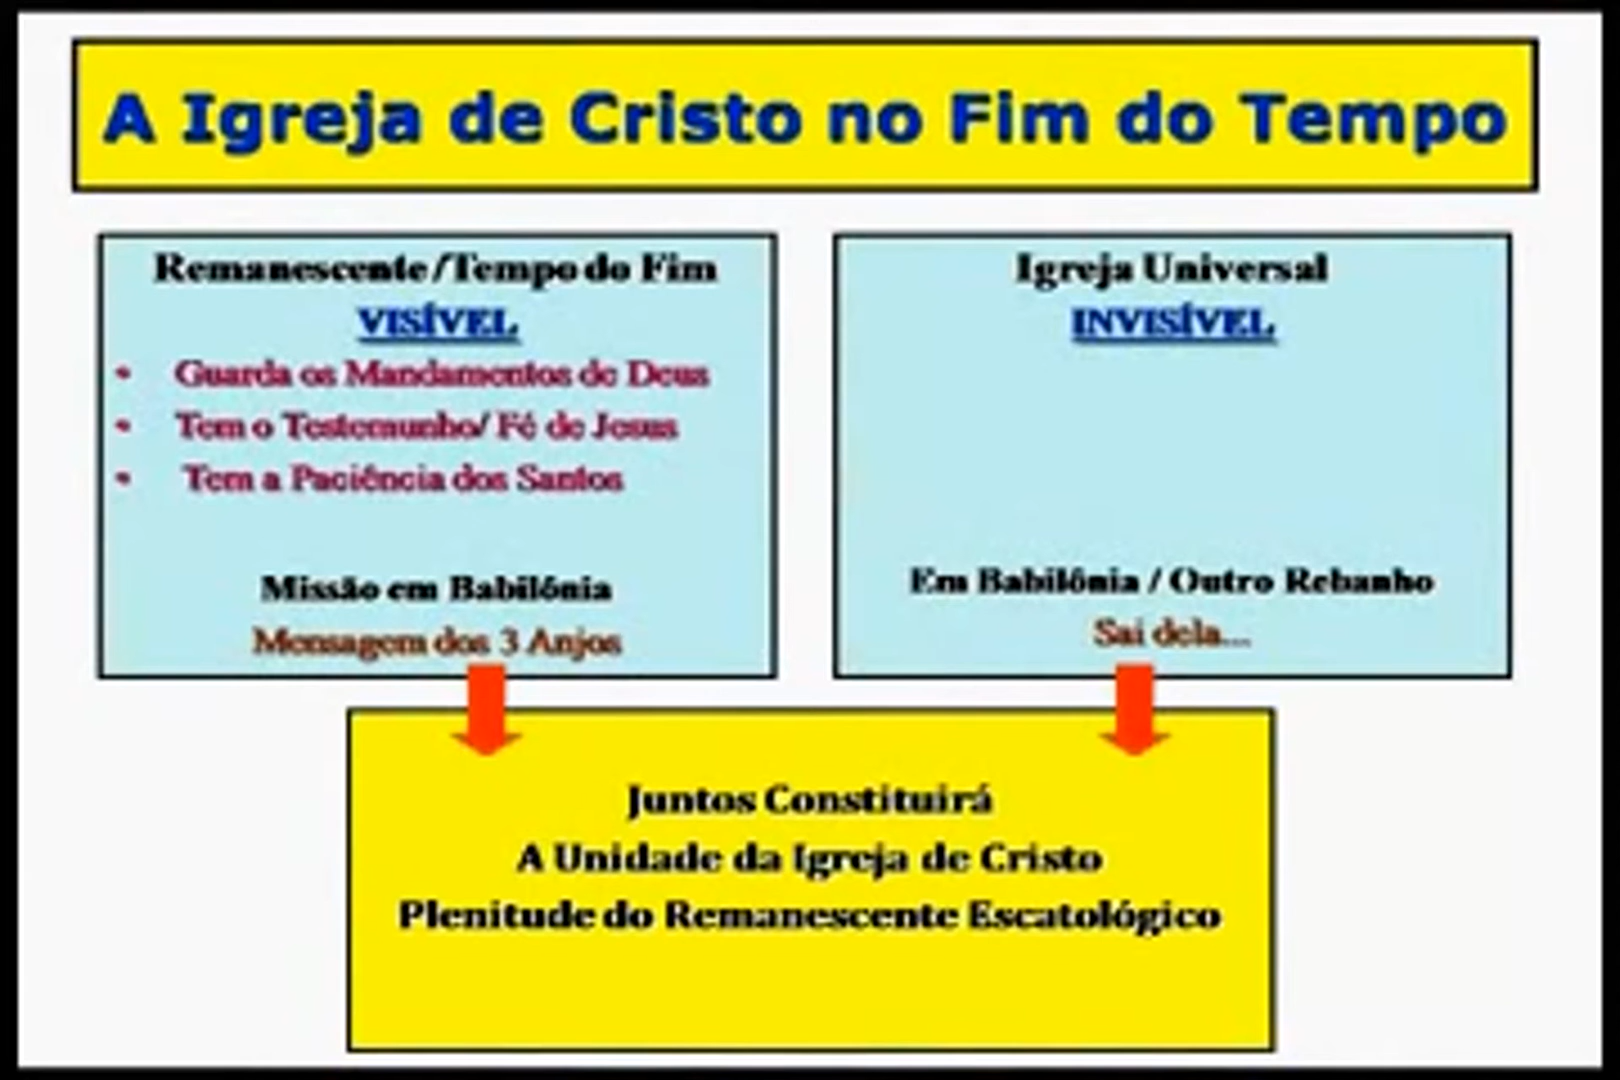 A Igreja de Cristo no Fim do Tempo
Remanescente/Tempo do Fim
VISÍVEL
• Guarda os Mandamentos de Deus
• Tem o Testemunho/ Fé de Jesus
• Tem a Paciência dos Santos
Missão em Babilónia
Mensagem dos 3 Anjos
Igreja Universal
INVISÍVEL
Em Babilônia / Outro Rebanho
Sai dela...
Juntos Constituirá
A Unidade da Igreja de Cristo
Plenitude do Remanescente Escatológico